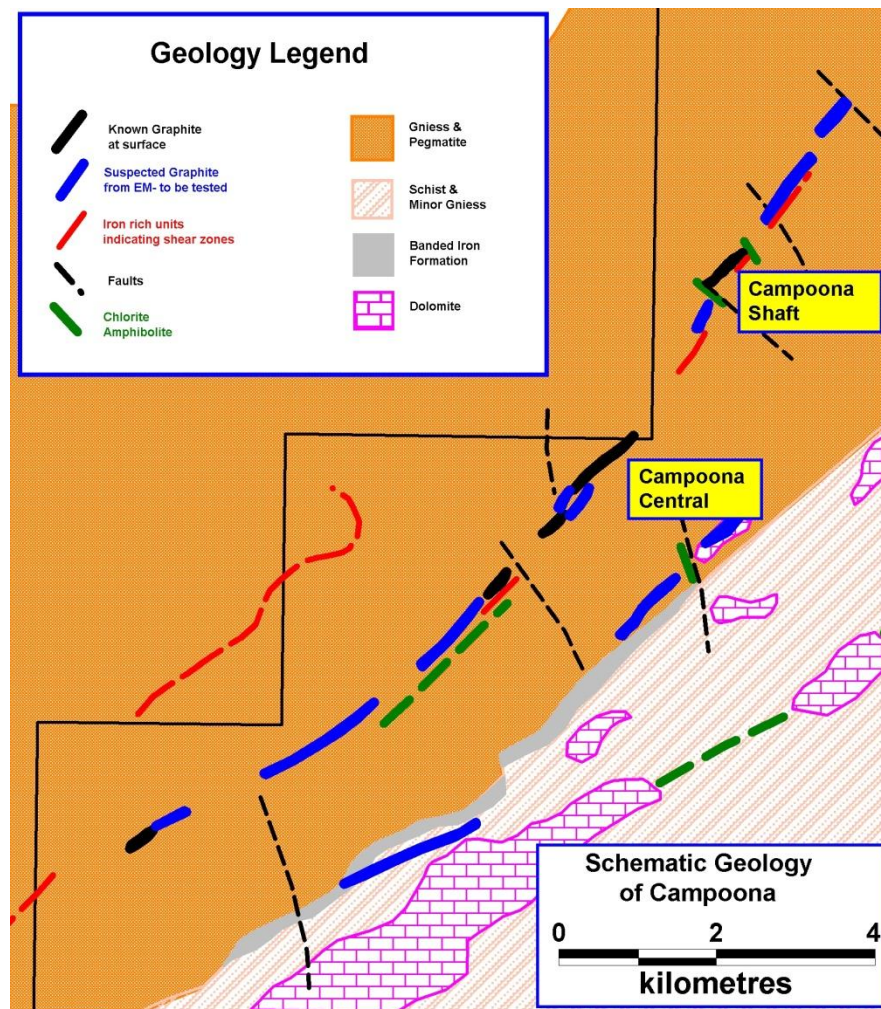 Geology Legend
Known Graphite
at surface
Suspected Graphite
from EM- to be tested
Iron rich units
indicating shear zones
Faults
Chlorite
Amphibolite
Gniess &
Pegmatite
Schist &
Minor Gniess
Banded Iron
Formation
Dolomite
Campoona
Shaft
Campoona
Central
Schematic Geology
of Campoona
0 2 4
kilometres